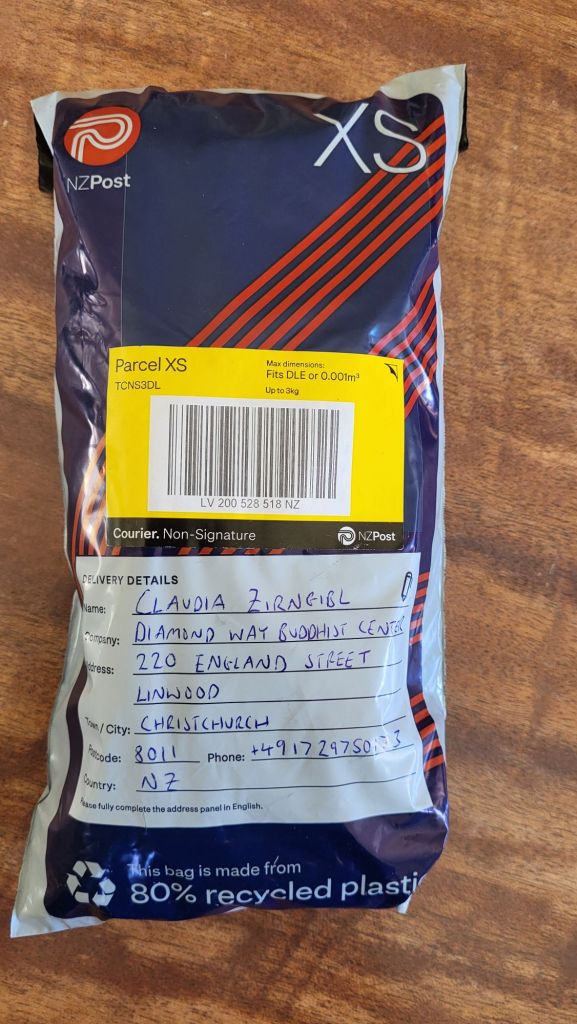 XS
NZPost
Parcel XS
TCNS3DL
Max dimensions:
Fits DLE or 0.001m³
Up to 3kg
LV 200 528 518 NZ
Courier. Non-Signature
NZPost
DELIVERY DETAILS
Name: CLAUDIA ZIRNGIBL
Company: DIAMOND WAY BUDDHIST CENTER
Address: 220 ENGLAND STREET
LINWOOD
Town / City: CHRISTCHURCH
Postcode: 8011 Phone:
Country: NZ
Please fully complete the address panel in English.
This bag is made from
80% recycled plastic